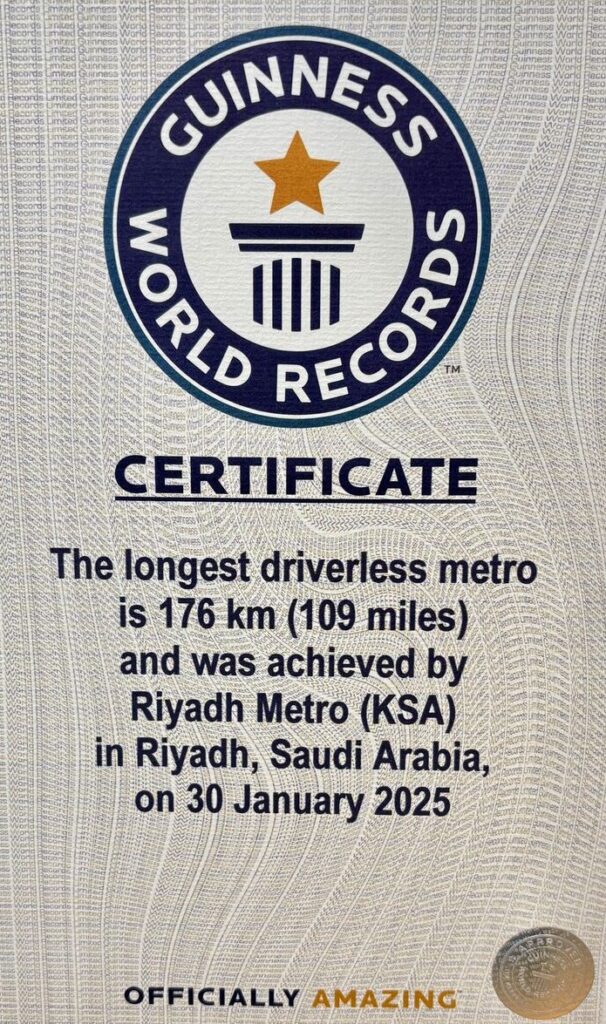 GUINNESS
WORLD RECORDS
TM
CERTIFICATE
The longest driverless metro
is 176 km (109 miles)
and was achieved by
Riyadh Metro (KSA)
in Riyadh, Saudi Arabia,
on 30 January 2025
OFFICIALLY AMAZING